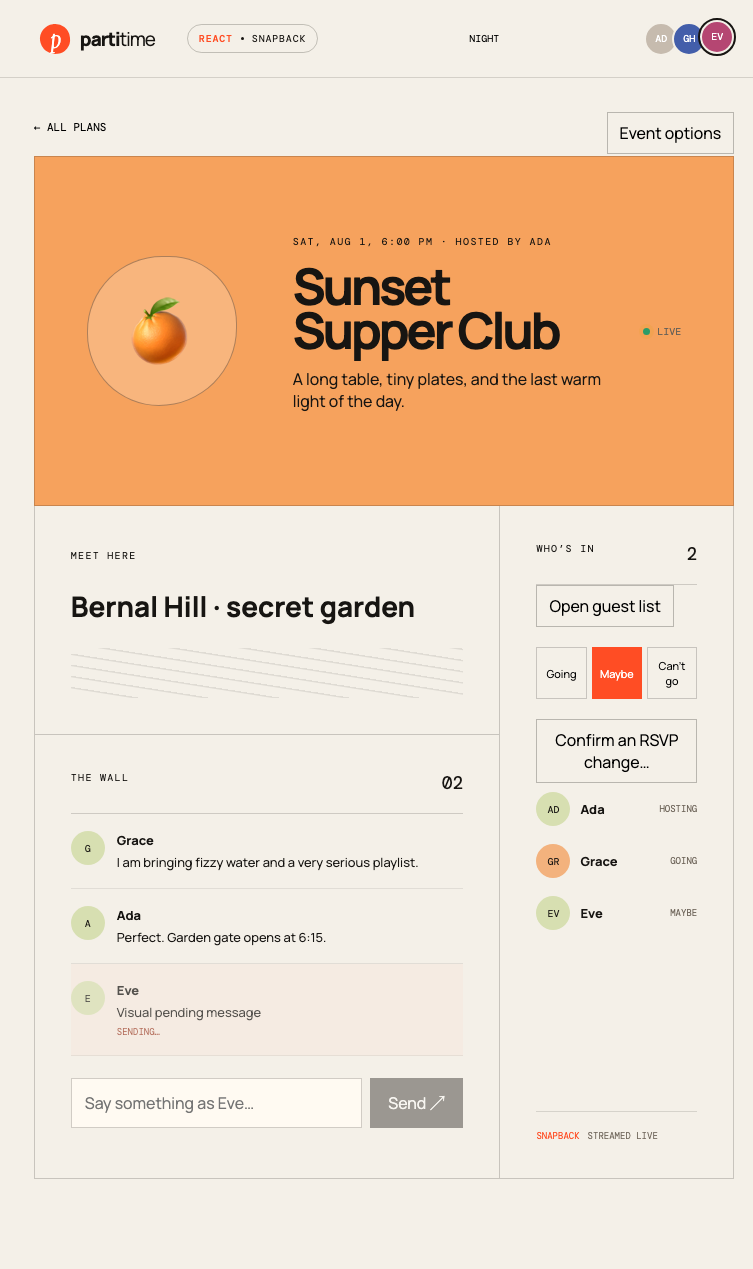 partitime
REACT • SNAPBACK
NIGHT
AD
GH
EV
← ALL PLANS
Event options
SAT, AUG 1, 6:00 PM · HOSTED BY ADA
Sunset
Supper Club
A long table, tiny plates, and the last warm
light of the day.
LIVE
MEET HERE
Bernal Hill · secret garden
THE WALL
02
G
Grace
I am bringing fizzy water and a very serious playlist.
A
Ada
Perfect. Garden gate opens at 6:15.
E
Eve
Visual pending message
SENDING…
Say something as Eve…
Send ↗
WHO’S IN
2
Open guest list
Going
Maybe
Can't
go
Confirm an RSVP
change…
AD
Ada
HOSTING
GR
Grace
GOING
EV
Eve
MAYBE
SNAPBACK STREAMED LIVE